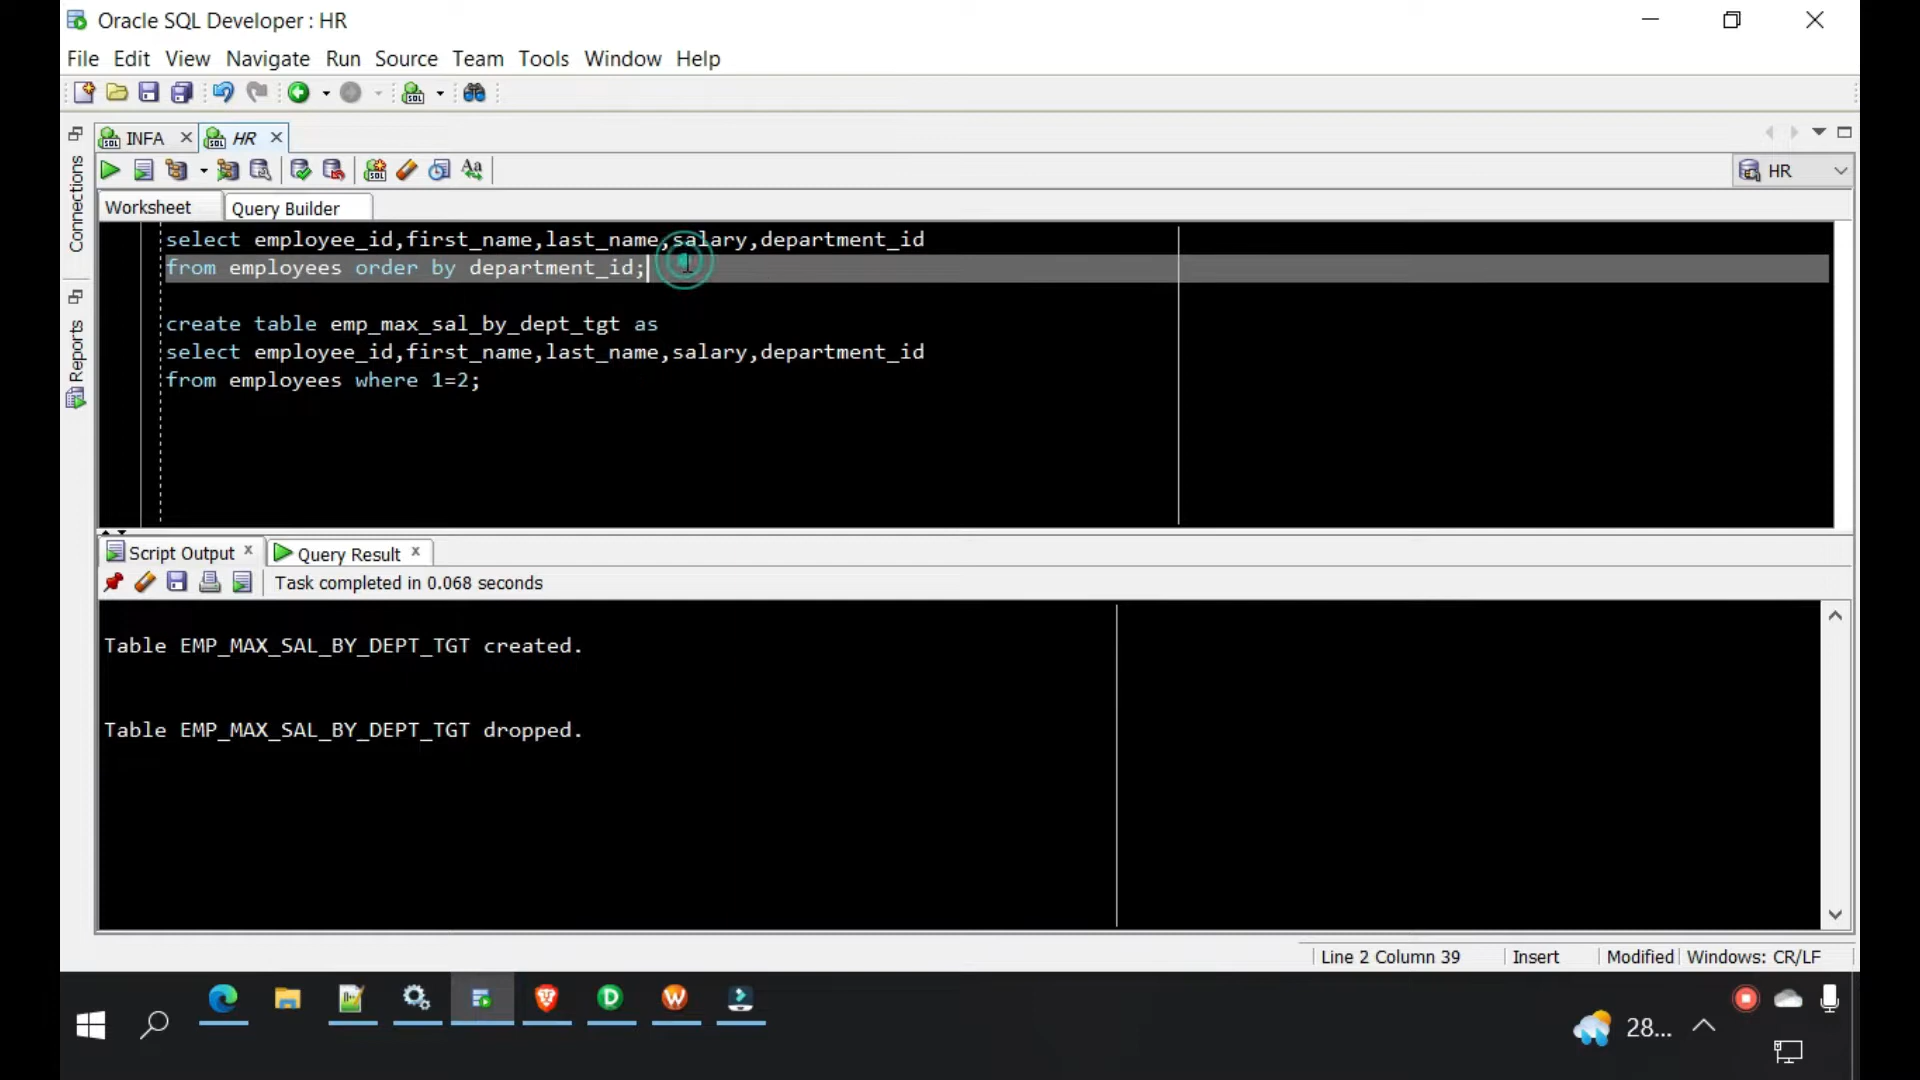 Oracle SQL Developer : HR
File Edit View Navigate Run Source Team Tools Window Help
INFA HR
HR
Connections
Reports
Worksheet Query Builder
select employee_id,first_name,last_name,salary,department_id
from employees order by department_id;
create table emp_max_sal_by_dept_tgt as
select employee_id,first_name,last_name,salary,department_id
from employees where 1=2;
Script Output Query Result
Task completed in 0.068 seconds
Table EMP_MAX_SAL_BY_DEPT_TGT created.
Table EMP_MAX_SAL_BY_DEPT_TGT dropped.
Line 2 Column 39 Insert Modified Windows: CR/LF
28...